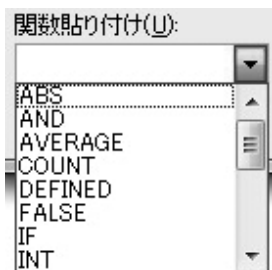 関数貼り付け(U):
ABS
AND
AVERAGE
COUNT
DEFINED
FALSE
IF
INT